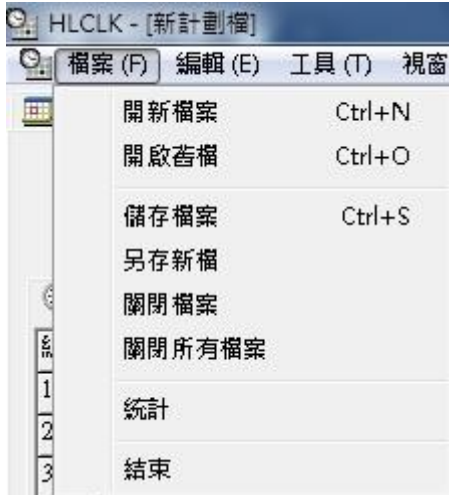 HLCLK - [新計劃檔]
檔案 (F) 編輯 (E) 工具 (T) 視窗
開新檔案 Ctrl+N
開啟舊檔 Ctrl+O
儲存檔案 Ctrl+S
另存新檔
關閉檔案
關閉所有檔案
統計
結束
1
2
3